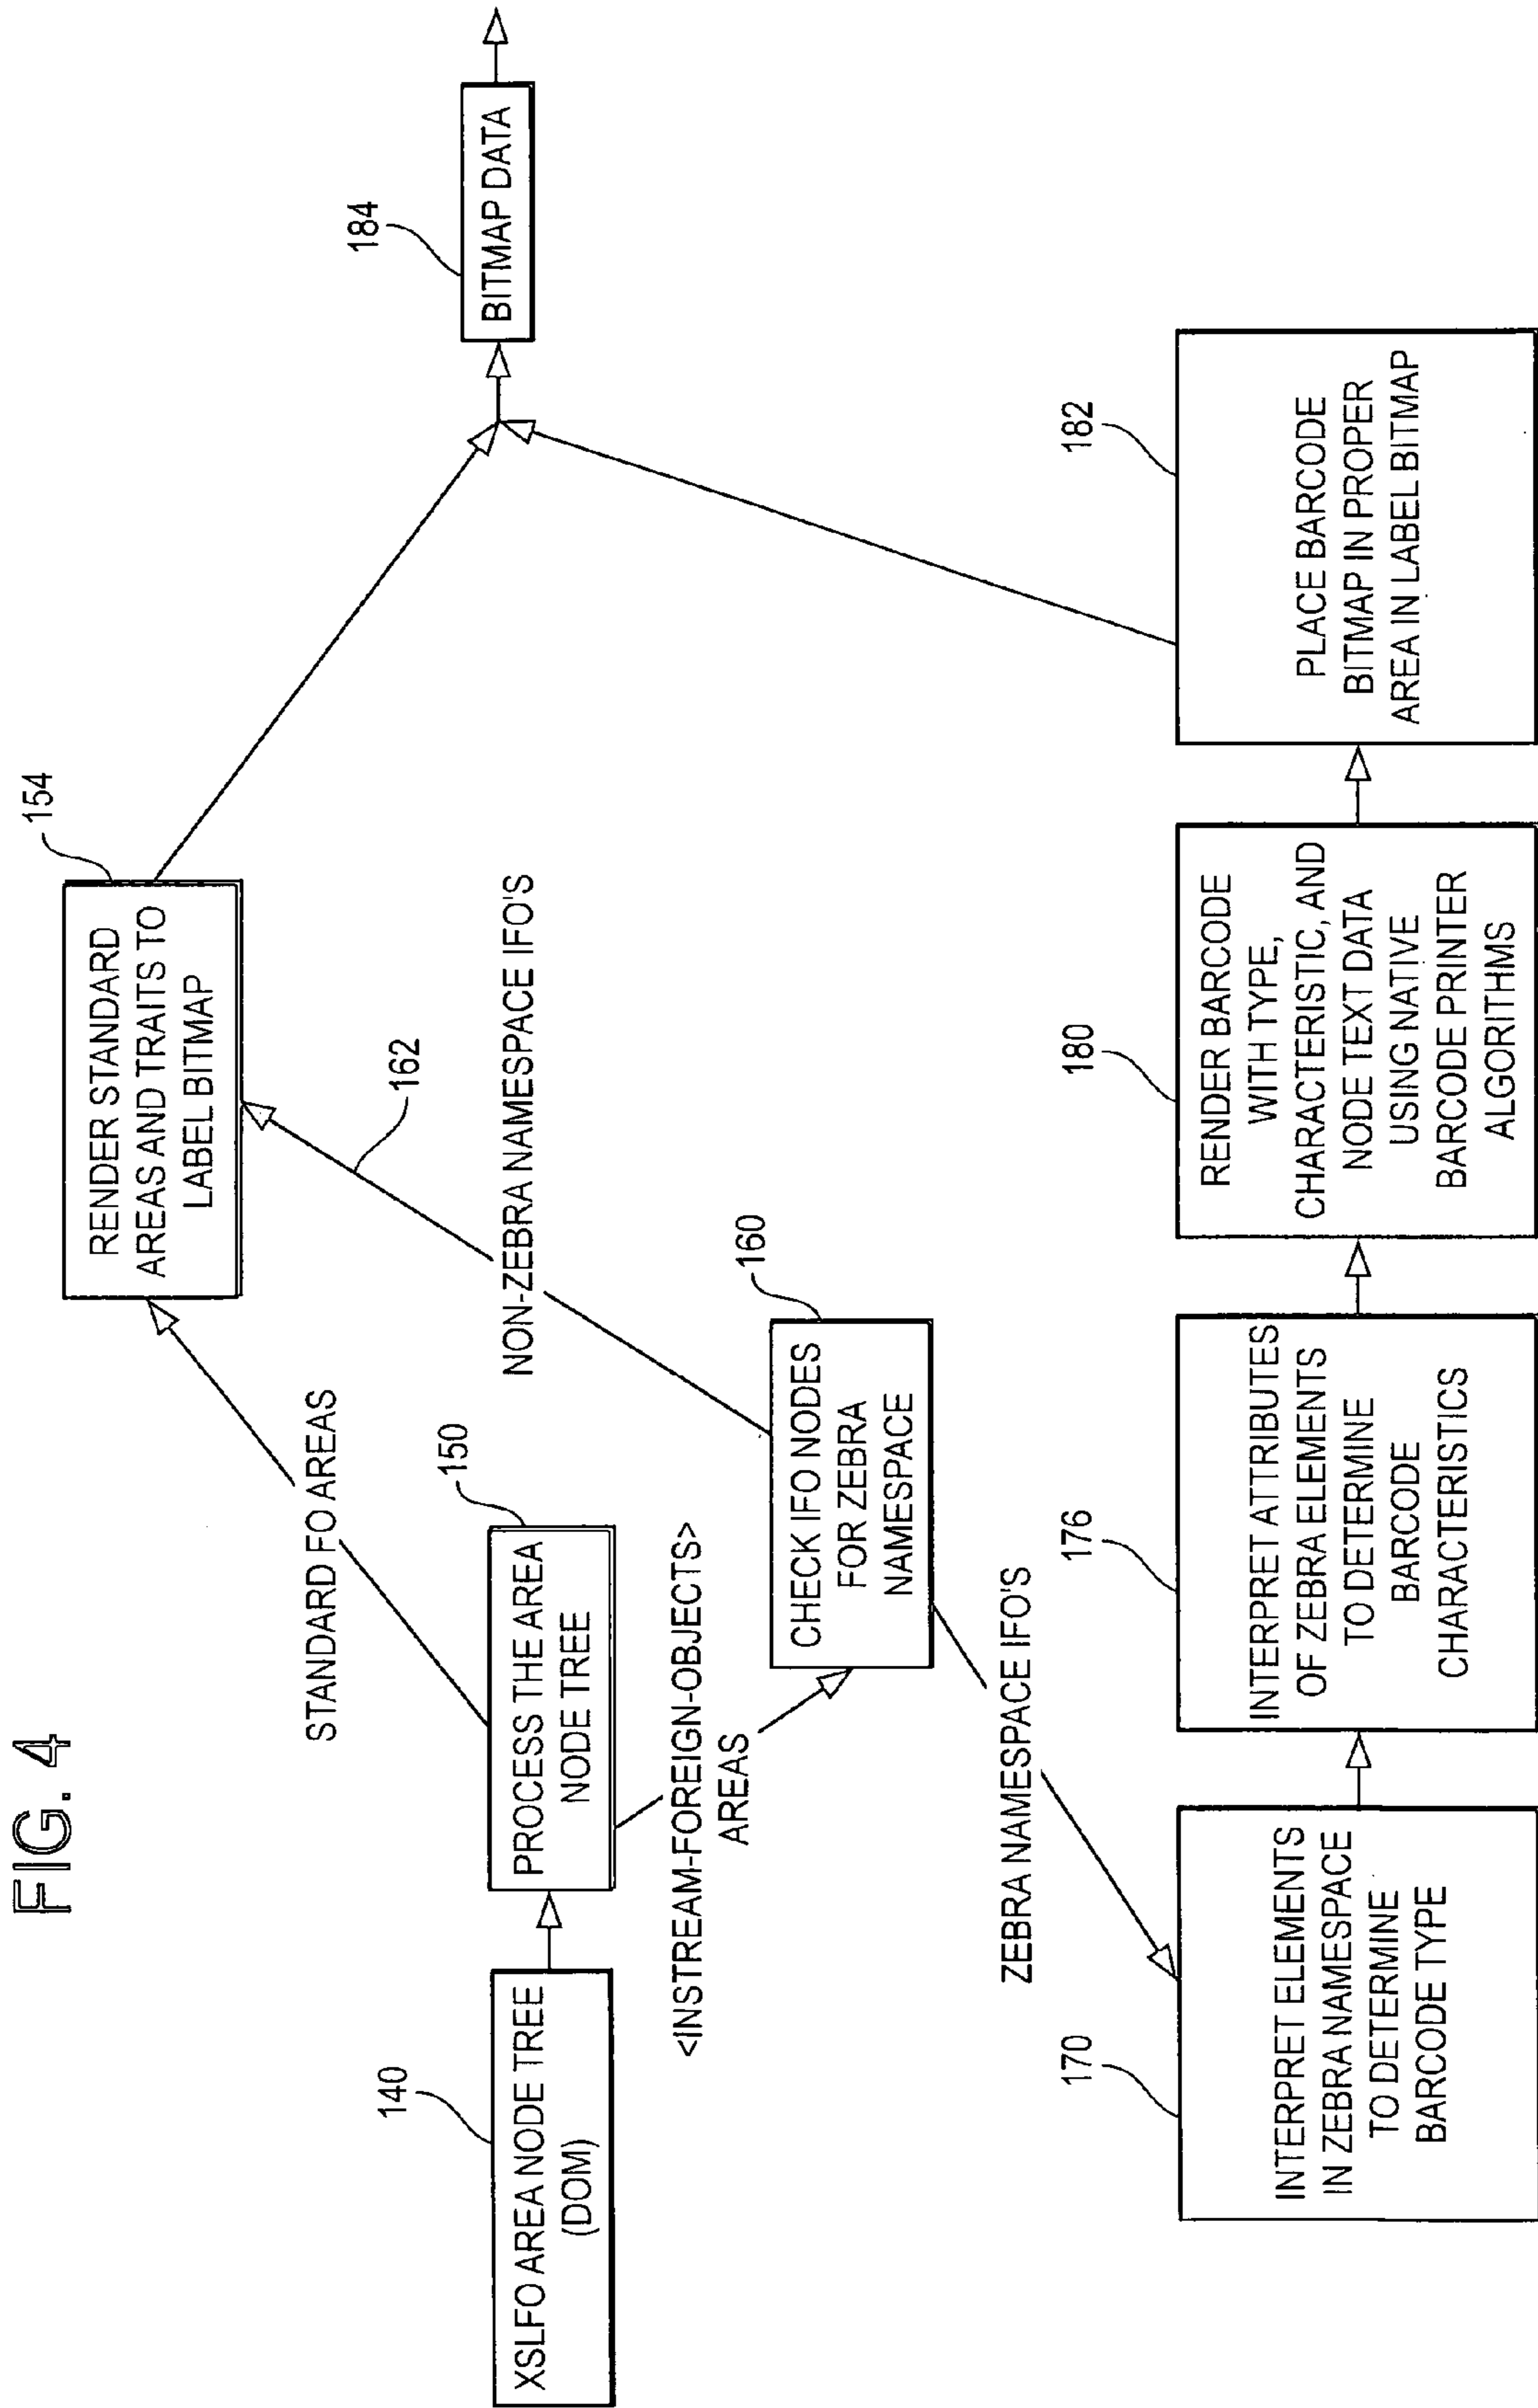 FIG. 4
140
XSLFO AREA NODE TREE
(DOM)
150
PROCESS THE AREA
NODE TREE
STANDARD FO AREAS
154
RENDER STANDARD
AREAS AND TRAITS TO
LABEL BITMAP
<INSTREAM-FOREIGN-OBJECTS>
AREAS
160
CHECK IFO NODES
FOR ZEBRA
NAMESPACE
162
NON-ZEBRA NAMESPACE IFO'S
ZEBRA NAMESPACE IFO'S
170
INTERPRET ELEMENTS
IN ZEBRA NAMESPACE
TO DETERMINE
BARCODE TYPE
176
INTERPRET ATTRIBUTES
OF ZEBRA ELEMENTS
TO DETERMINE
BARCODE
CHARACTERISTICS
180
RENDER BARCODE
WITH TYPE,
CHARACTERISTIC, AND
NODE TEXT DATA
USING NATIVE
BARCODE PRINTER
ALGORITHMS
182
PLACE BARCODE
BITMAP IN PROPER
AREA IN LABEL BITMAP
184
BITMAP DATA